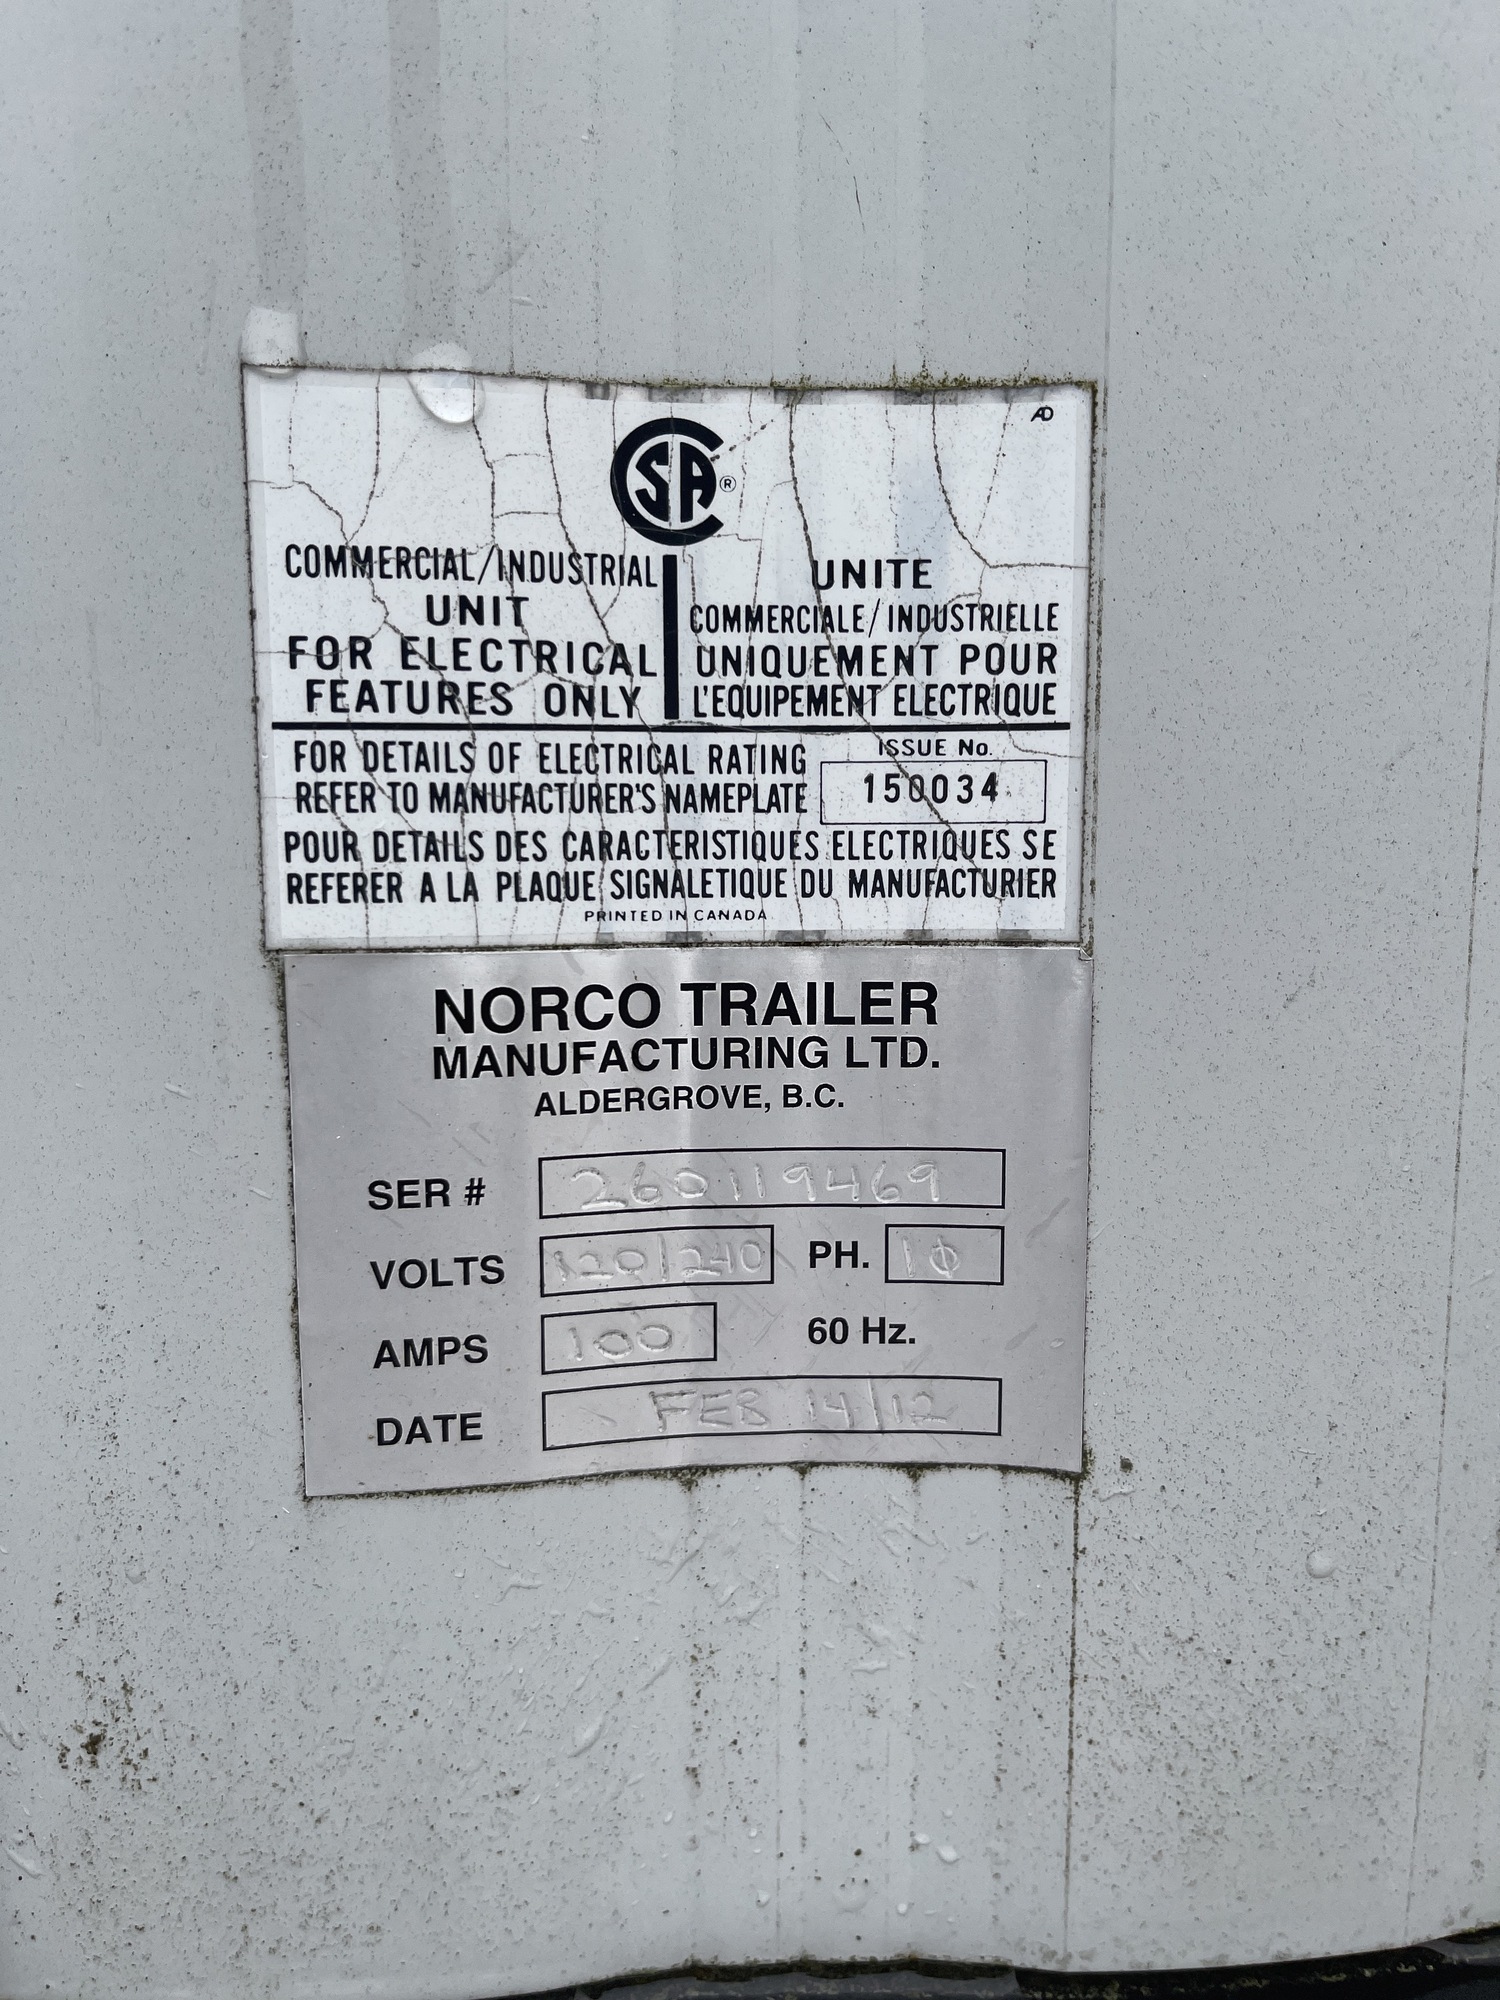 AD
CSA®
COMMERCIAL/INDUSTRIAL
UNIT
FOR ELECTRICAL
FEATURES ONLY
UNITE
COMMERCIALE/INDUSTRIELLE
UNIQUEMENT POUR
L'EQUIPEMENT ELECTRIQUE
FOR DETAILS OF ELECTRICAL RATING
REFER TO MANUFACTURER'S NAMEPLATE
ISSUE No.
150034
POUR DETAILS DES CARACTERISTIQUES ELECTRIQUES SE
REFERER A LA PLAQUE SIGNALETIQUE DU MANUFACTURIER
PRINTED IN CANADA
NORCO TRAILER
MANUFACTURING LTD.
ALDERGROVE, B.C.
SER # 260119469
VOLTS 120/240 PH. 1Φ
AMPS 100 60 Hz.
DATE FEB 14/12